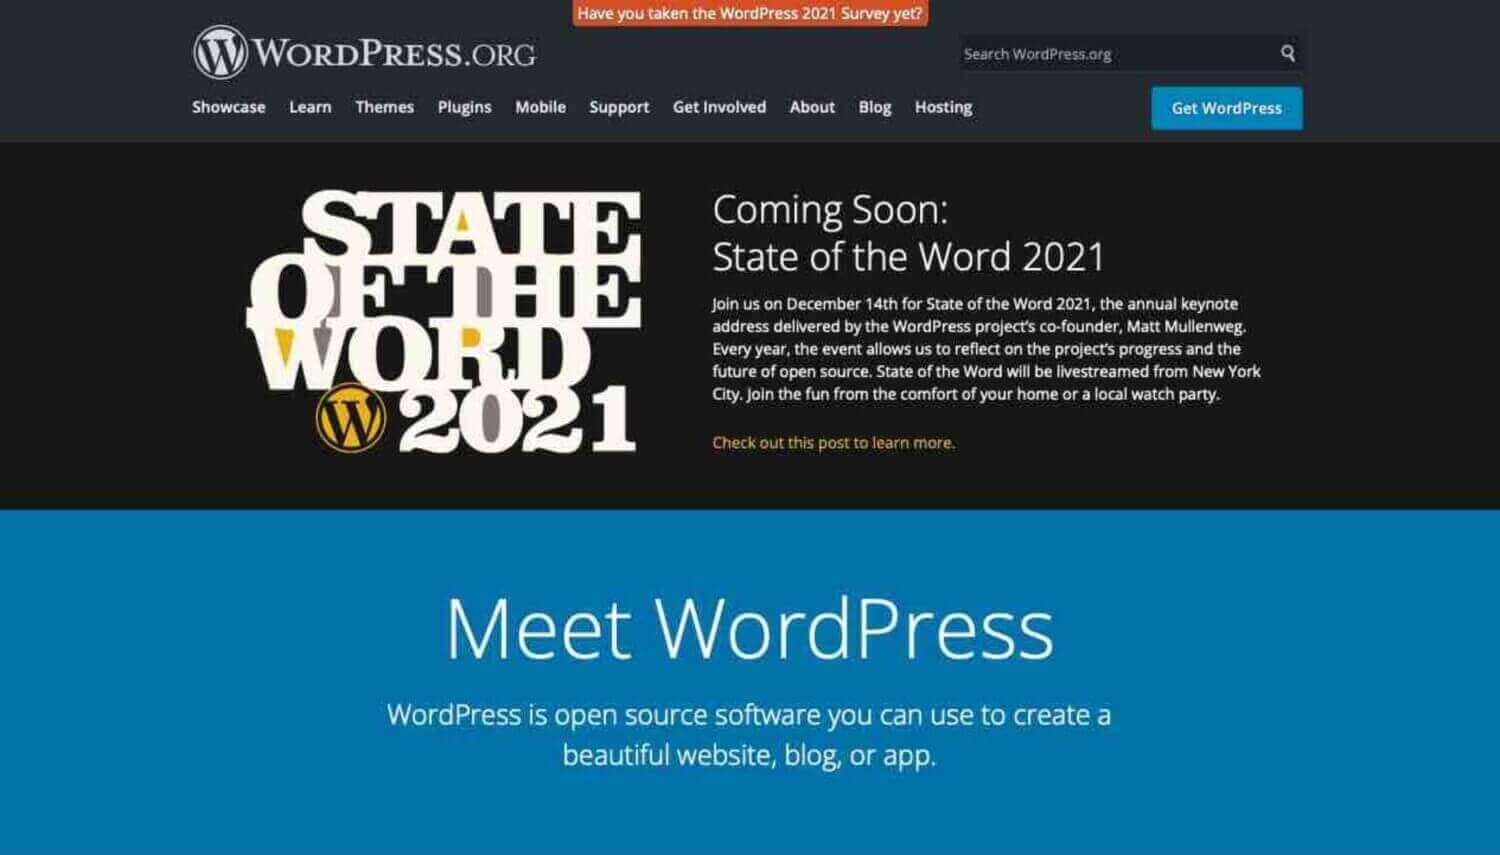 Have you taken the WordPress 2021 Survey yet?
WORDPRESS.ORG
Search WordPress.org
Showcase Learn Themes Plugins Mobile Support Get Involved About Blog Hosting
Get WordPress
STATE
OF THE
WORD
2021
Coming Soon:
State of the Word 2021
Join us on December 14th for State of the Word 2021, the annual keynote
address delivered by the WordPress project's co-founder, Matt Mullenweg.
Every year, the event allows us to reflect on the project's progress and the
future of open source. State of the Word will be livestreamed from New York
City. Join the fun from the comfort of your home or a local watch party.
Check out this post to learn more.
Meet WordPress
WordPress is open source software you can use to create a
beautiful website, blog, or app.